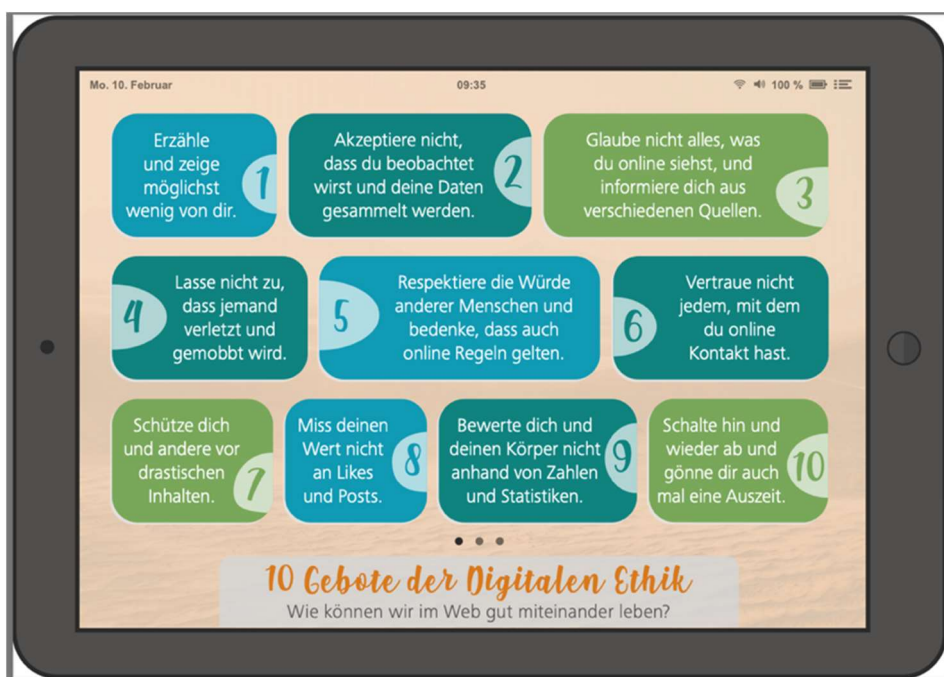 Mo. 10. Februar
09:35
100 %
Erzähle
und zeige
möglichst
wenig von dir.
1
Akzeptiere nicht,
dass du beobachtet
wirst und deine Daten
gesammelt werden.
2
Glaube nicht alles, was
du online siehst, und
informiere dich aus
verschiedenen Quellen.
3
4
Lasse nicht zu,
dass jemand
verletzt und
gemobbt wird.
5
Respektiere die Würde
anderer Menschen und
bedenke, dass auch
online Regeln gelten.
6
Vertraue nicht
jedem, mit dem
du online
Kontakt hast.
Schütze dich
und andere vor
drastischen
Inhalten.
7
Miss deinen
Wert nicht
an Likes
und Posts.
8
Bewerte dich und
deinen Körper nicht
anhand von Zahlen
und Statistiken.
9
Schalte hin und
wieder ab und
gönne dir auch
mal eine Auszeit.
10
10 Gebote der Digitalen Ethik
Wie können wir im Web gut miteinander leben?